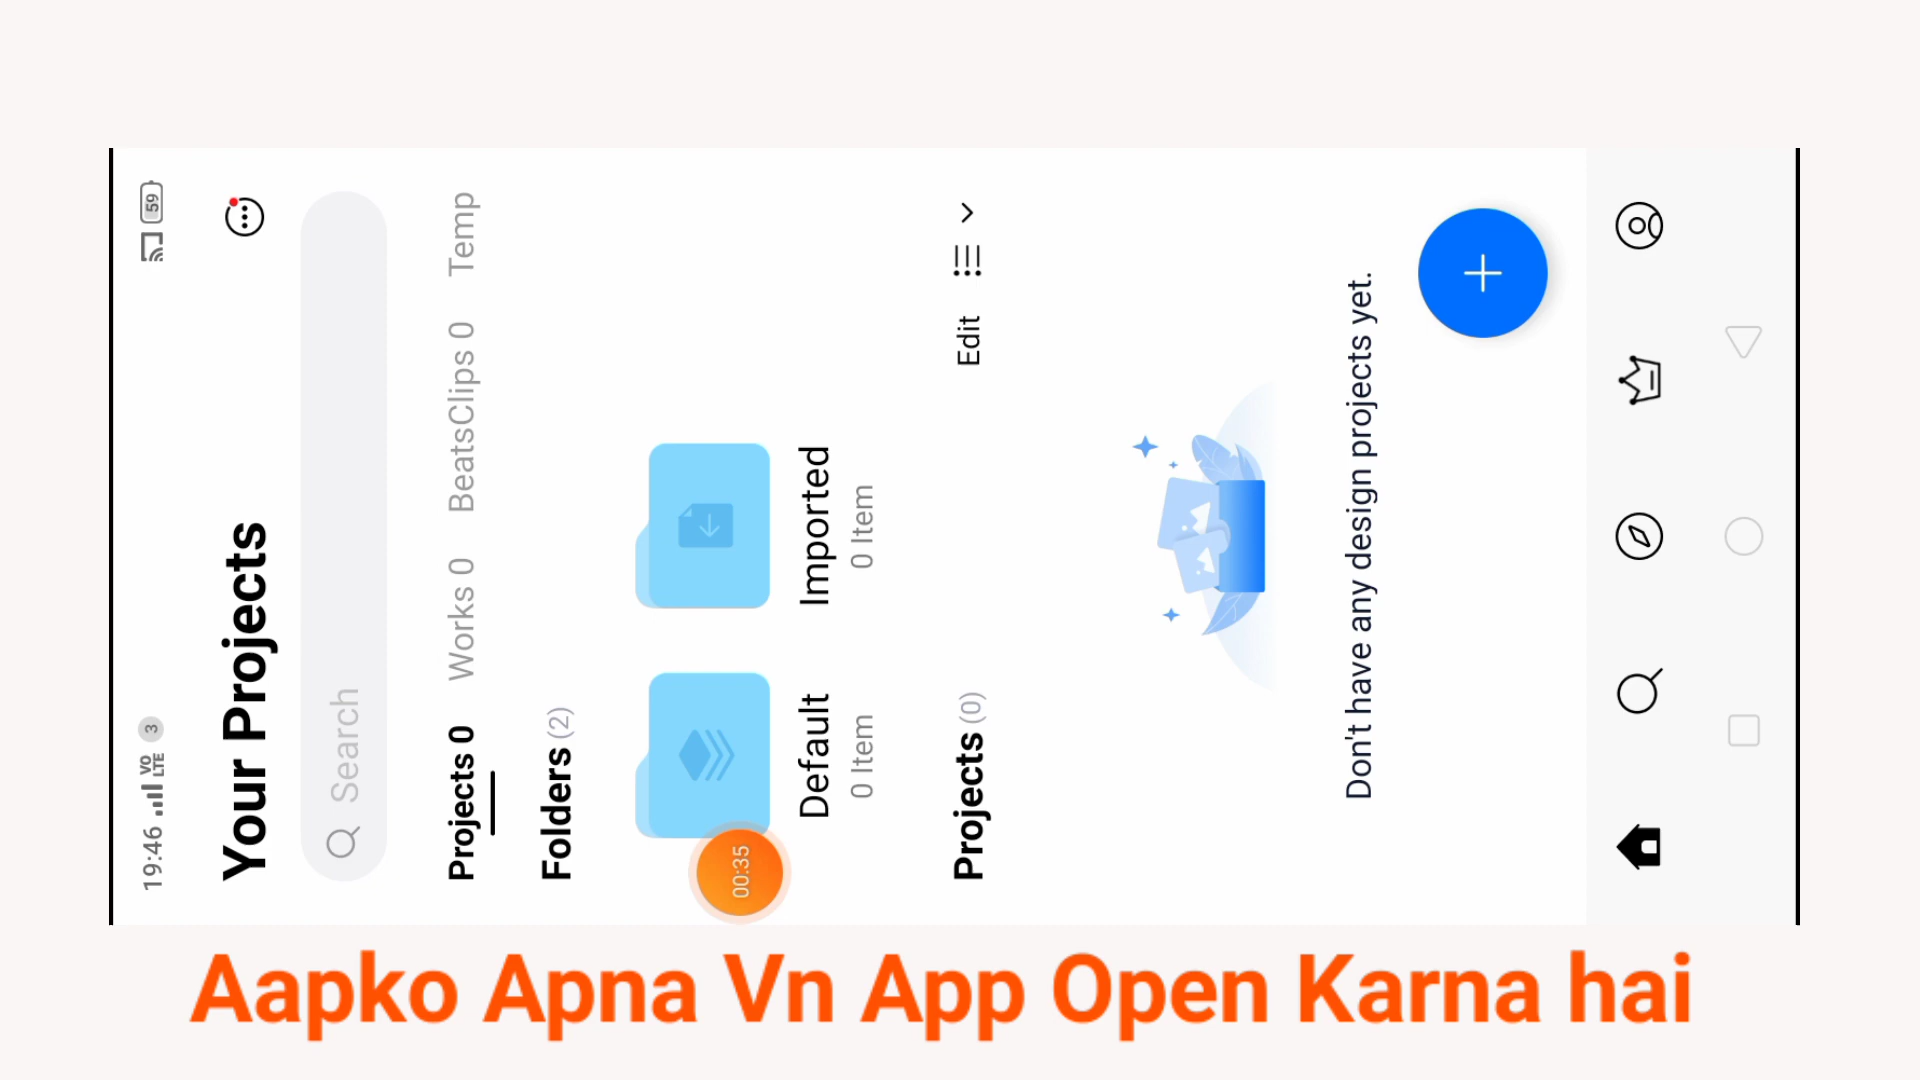 19:46 VO LTE 3 59
Your Projects
Search
Projects 0 Works 0 BeatsClips 0 Temp
Folders (2)
Default Imported
0 Item 0 Item
00:35
Projects (0) Edit
Don't have any design projects yet.
Aapko Apna Vn App Open Karna hai